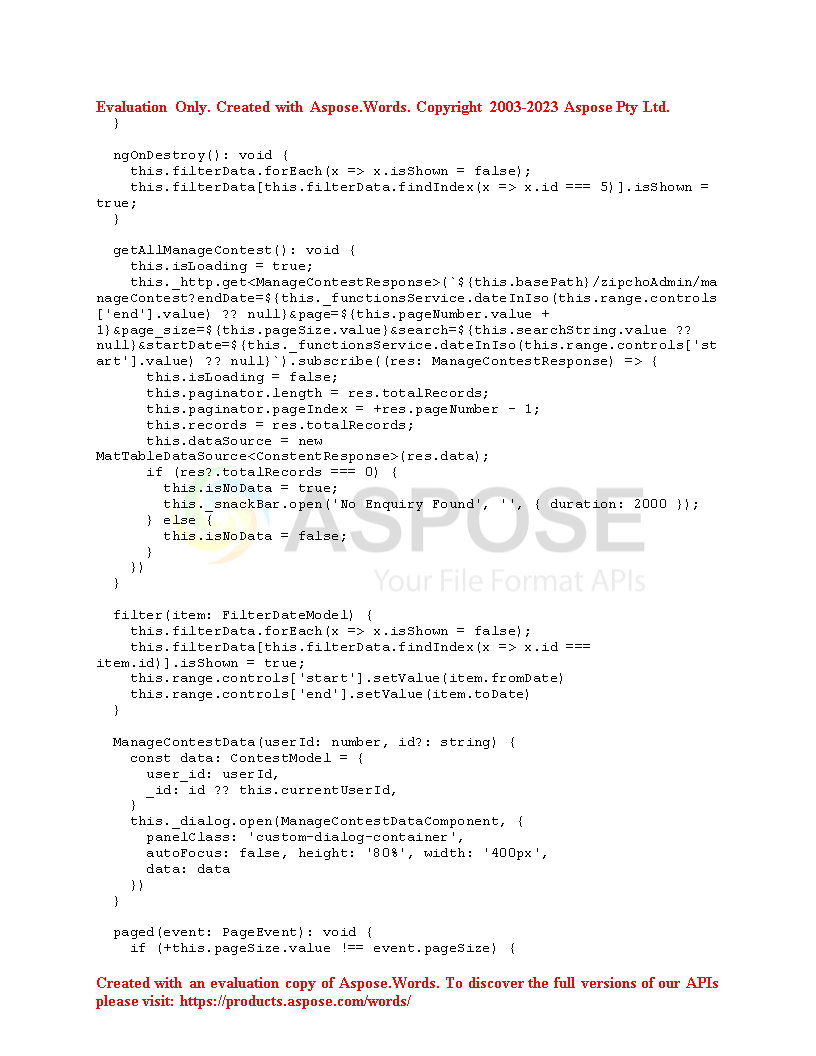 Evaluation Only. Created with Aspose.Words. Copyright 2003-2023 Aspose Pty Ltd.
  }

  ngOnDestroy(): void {
    this.filterData.forEach(x => x.isShown = false);
    this.filterData[this.filterData.findIndex(x => x.id === 5)].isShown =
true;
  }

  getAllManageContest(): void {
    this.isLoading = true;
    this._http.get<ManageContestResponse>(`${this.basePath}/zipchoAdmin/ma
nageContest?endDate=${this._functionsService.dateInIso(this.range.controls
['end'].value) ?? null}&page=${this.pageNumber.value +
1}&page_size=${this.pageSize.value}&search=${this.searchString.value ??
null}&startDate=${this._functionsService.dateInIso(this.range.controls['st
art'].value) ?? null}`).subscribe((res: ManageContestResponse) => {
      this.isLoading = false;
      this.paginator.length = res.totalRecords;
      this.paginator.pageIndex = +res.pageNumber - 1;
      this.records = res.totalRecords;
      this.dataSource = new
MatTableDataSource<ConstentResponse>(res.data);
      if (res?.totalRecords === 0) {
        this.isNoData = true;
        this._snackBar.open('No Enquiry Found', '', { duration: 2000 });
      } else {
        this.isNoData = false;
      }
    })
  }
ASPOSE
Your File Format APIs

  filter(item: FilterDateModel) {
    this.filterData.forEach(x => x.isShown = false);
    this.filterData[this.filterData.findIndex(x => x.id ===
item.id)].isShown = true;
    this.range.controls['start'].setValue(item.fromDate)
    this.range.controls['end'].setValue(item.toDate)
  }

  ManageContestData(userId: number, id?: string) {
    const data: ContestModel = {
      user_id: userId,
      _id: id ?? this.currentUserId,
    }
    this._dialog.open(ManageContestDataComponent, {
      panelClass: 'custom-dialog-container',
      autoFocus: false, height: '80%', width: '400px',
      data: data
    })
  }

  paged(event: PageEvent): void {
    if (+this.pageSize.value !== event.pageSize) {

Created with an evaluation copy of Aspose.Words. To discover the full versions of our APIs
please visit: https://products.aspose.com/words/